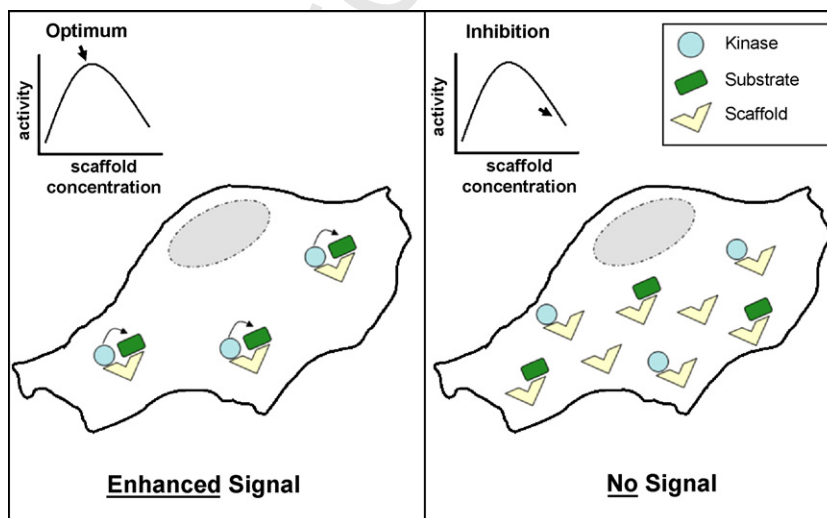 Optimum
activity
scaffold
concentration
Enhanced Signal
Inhibition
activity
scaffold
concentration
Kinase
Substrate
Scaffold
No Signal